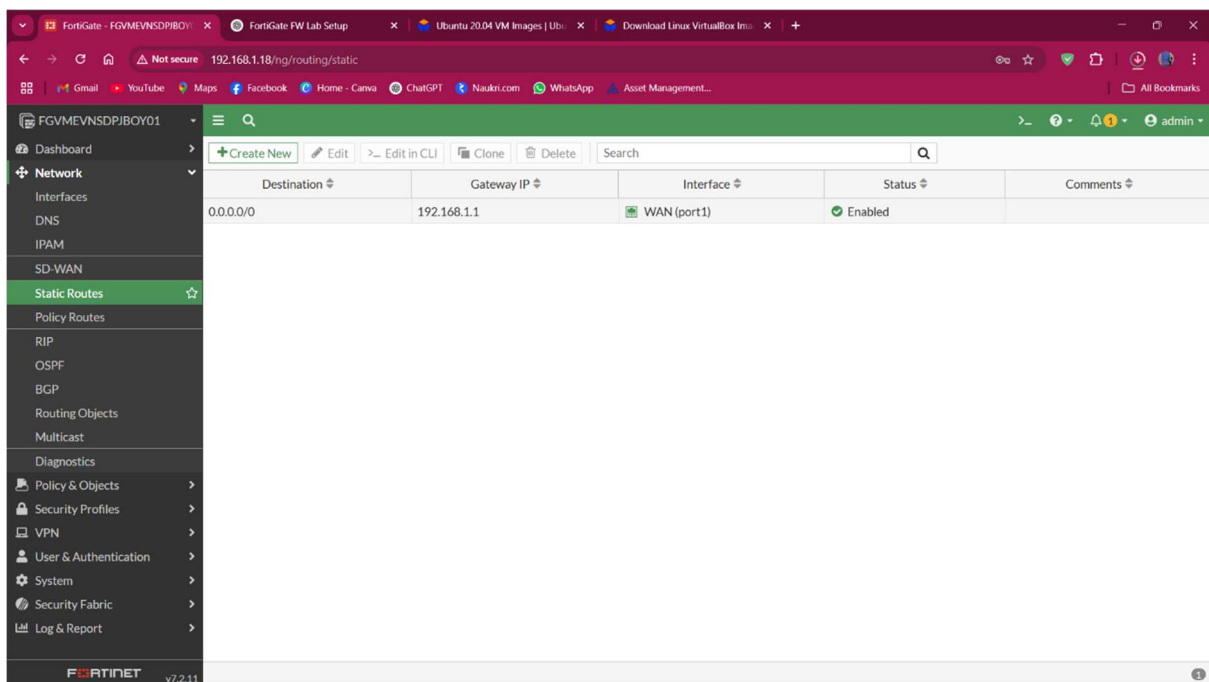 FortiGate - FGVMEVNSDPJBOY
FortiGate FW Lab Setup
Ubuntu 20.04 VM Images | Ubu
Download Linux VirtualBox Ima
Not secure 192.168.1.18/ng/routing/static
Gmail YouTube Maps Facebook Home - Canva ChatGPT Naukri.com WhatsApp Asset Management... All Bookmarks
FGVMEVNSDPJBOY01 >_ 1 admin
Dashboard
Network
Interfaces
DNS
IPAM
SD-WAN
Static Routes
Policy Routes
RIP
OSPF
BGP
Routing Objects
Multicast
Diagnostics
Policy & Objects
Security Profiles
VPN
User & Authentication
System
Security Fabric
Log & Report
FORTINET v7.2.11
+Create New Edit >_ Edit in CLI Clone Delete Search
Destination Gateway IP Interface Status Comments
0.0.0.0/0 192.168.1.1 WAN (port1) Enabled
1